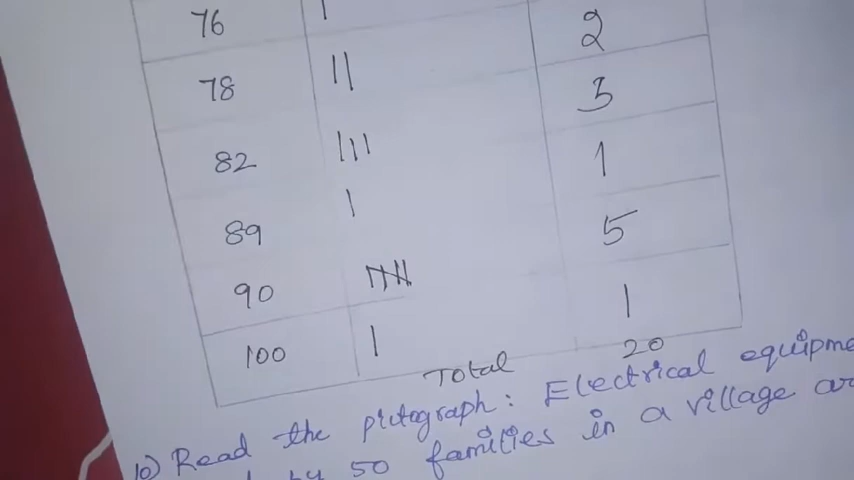 76 | 2
78 || 3
82 ||| 1
89 | 5
90 𝍸 1
100 |
Total 20
10) Read the pictograph: Electrical equipme
by 50 families in a village are